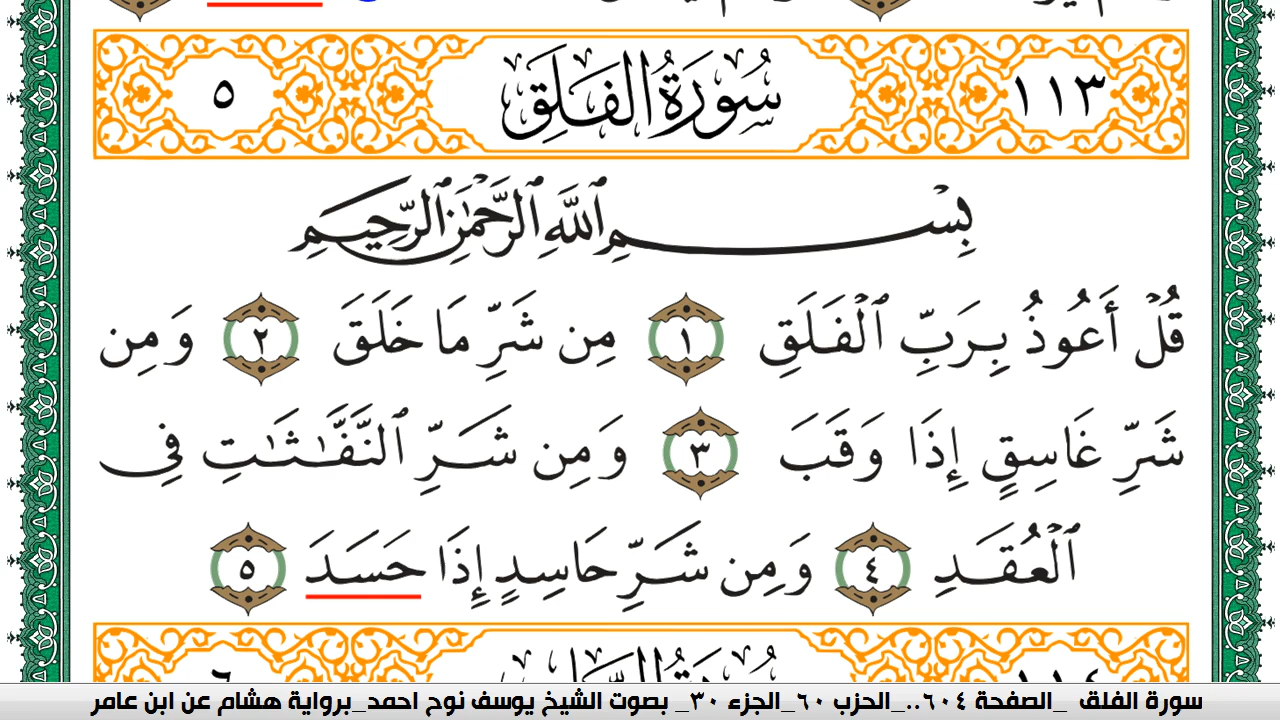 ١١٣ سُورَةُ الفَلَقِ ٥
بِسْمِ ٱللَّهِ ٱلرَّحْمَٰنِ ٱلرَّحِيمِ
قُلۡ أَعُوذُ بِرَبِّ ٱلۡفَلَقِ ١ مِن شَرِّ مَا خَلَقَ ٢ وَمِن
شَرِّ غَاسِقٍ إِذَا وَقَبَ ٣ وَمِن شَرِّ ٱلنَّفَّٰثَٰتِ فِي
ٱلۡعُقَدِ ٤ وَمِن شَرِّ حَاسِدٍ إِذَا حَسَدَ ٥
سورة الفلق _الصفحة ٦٠٤.._الحزب ٦٠_الجزء ٣٠_ بصوت الشيخ يوسف نوح احمد_برواية هشام عن ابن عامر